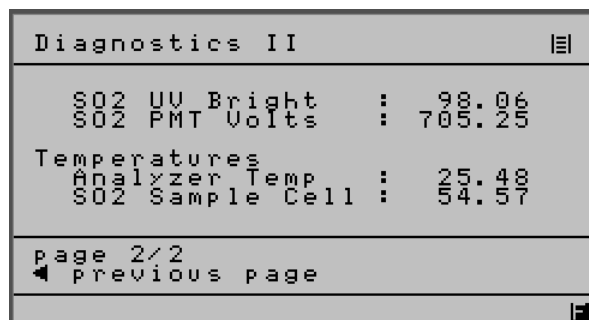 Diagnostics II
SO2 UV Bright : 98.06
SO2 PMT Volts : 705.25
Temperatures
Analyzer Temp : 25.48
SO2 Sample Cell : 54.57
page 2/2
◄ previous page